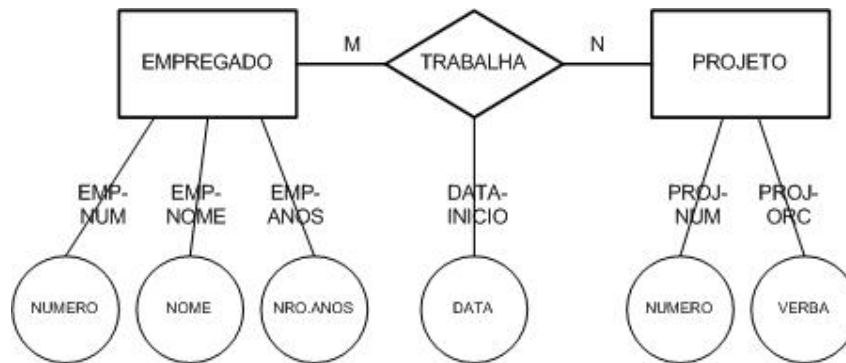 M
N
EMPREGADO
TRABALHA
PROJETO
EMP-
NUM
EMP-
NOME
EMP-
ANOS
DATA-
INICIO
PROJ-
NUM
PROJ-
ORC
NUMERO
NOME
NRO.ANOS
DATA
NUMERO
VERBA